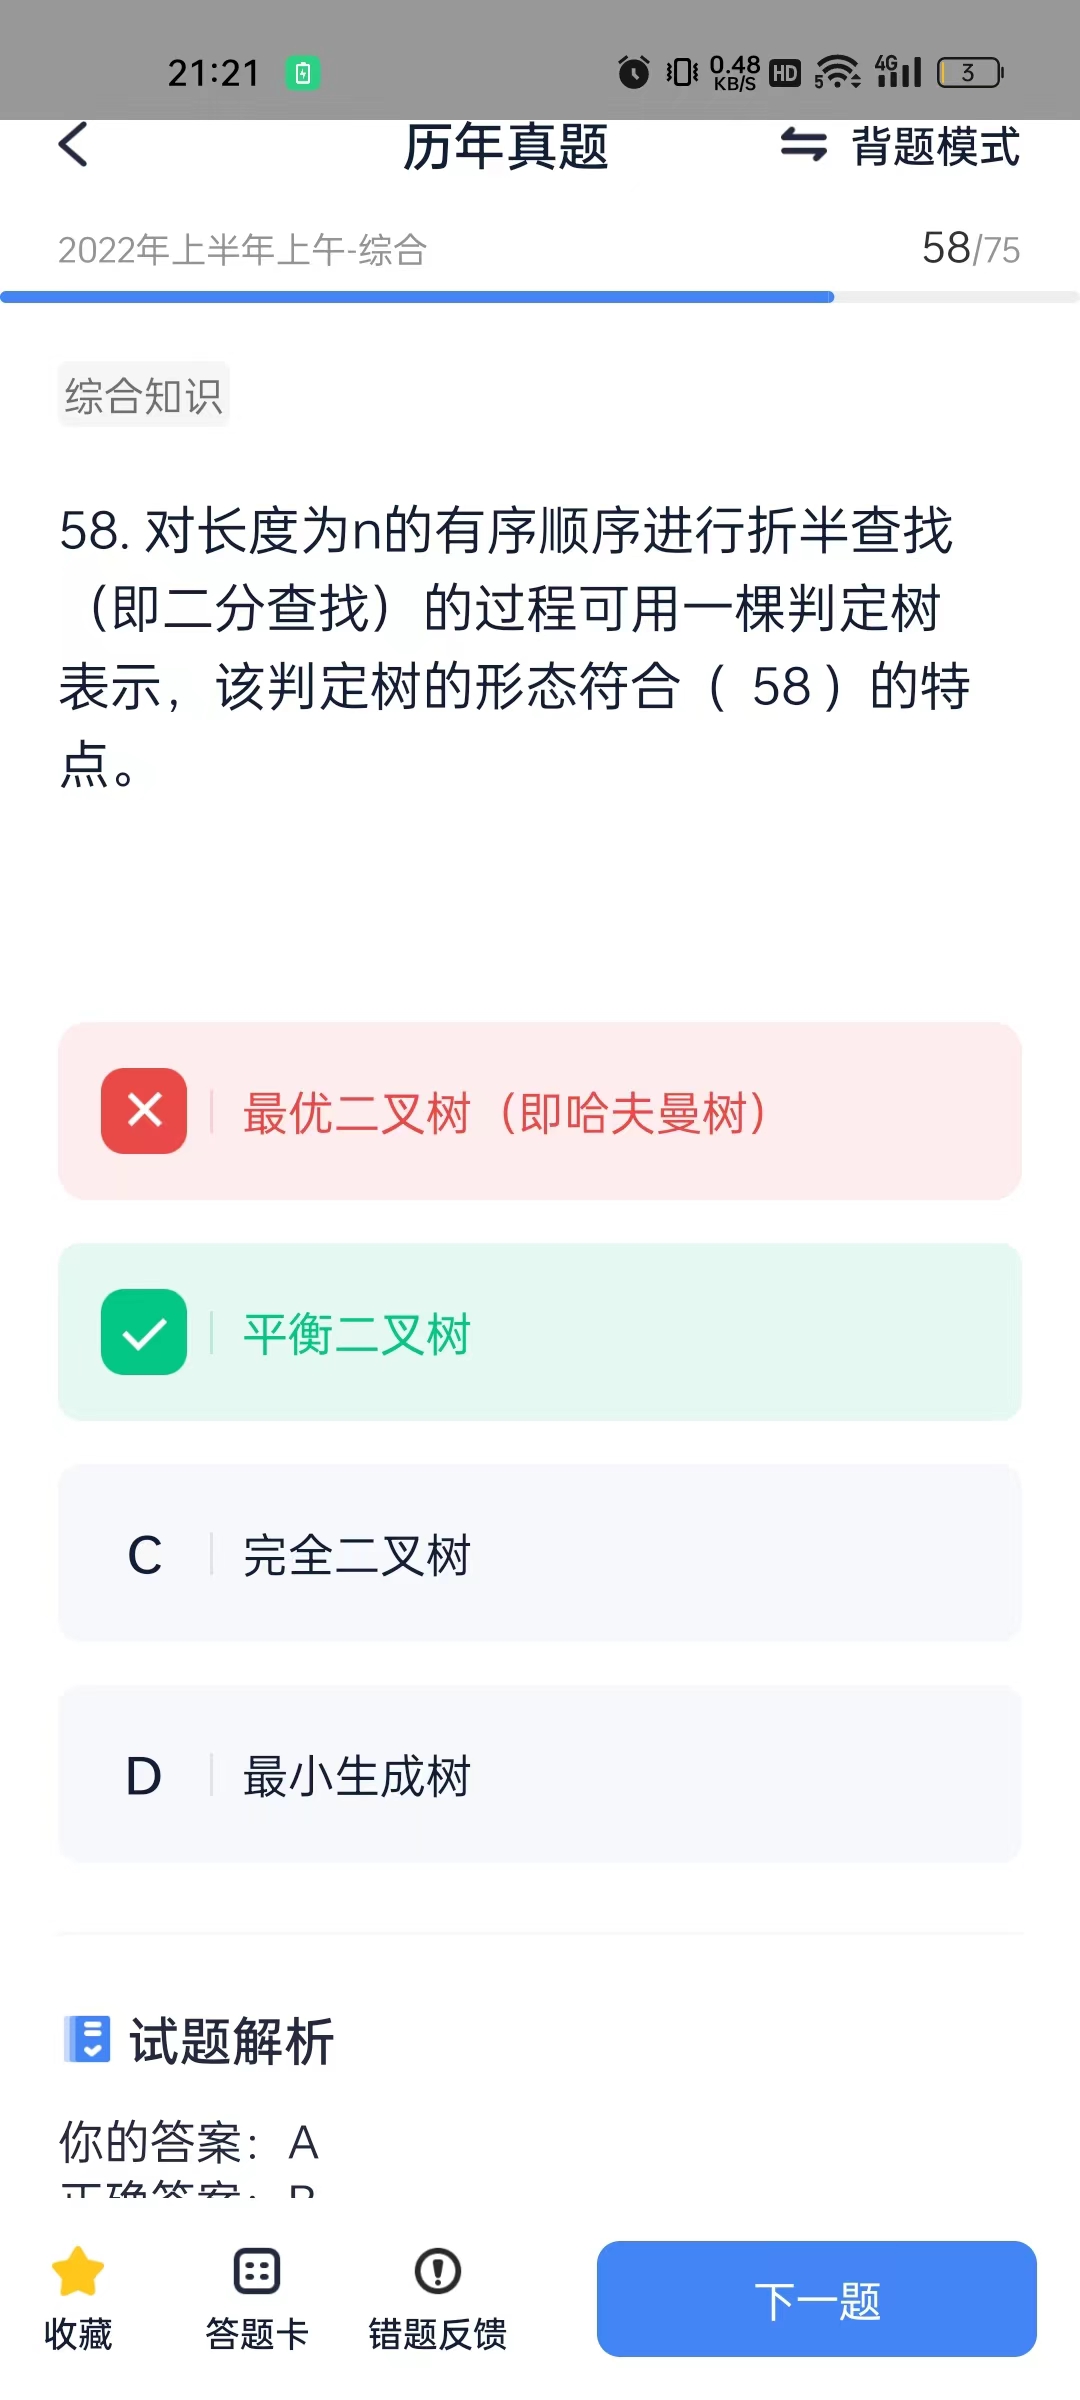 21:21
0.48 KB/S HD 5 4G 3
历年真题
背题模式
2022年上半年上午-综合
58/75
综合知识
58. 对长度为n的有序顺序进行折半查找
（即二分查找）的过程可用一棵判定树
表示，该判定树的形态符合（ 58 ）的特
点。
最优二叉树（即哈夫曼树）
平衡二叉树
C 完全二叉树
D 最小生成树
试题解析
你的答案：A
正确答案：B
收藏
答题卡
错题反馈
下一题